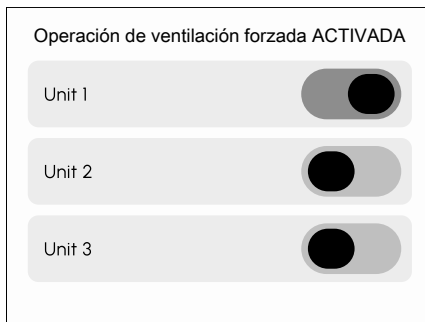 Operación de ventilación forzada ACTIVADA
Unit 1
Unit 2
Unit 3